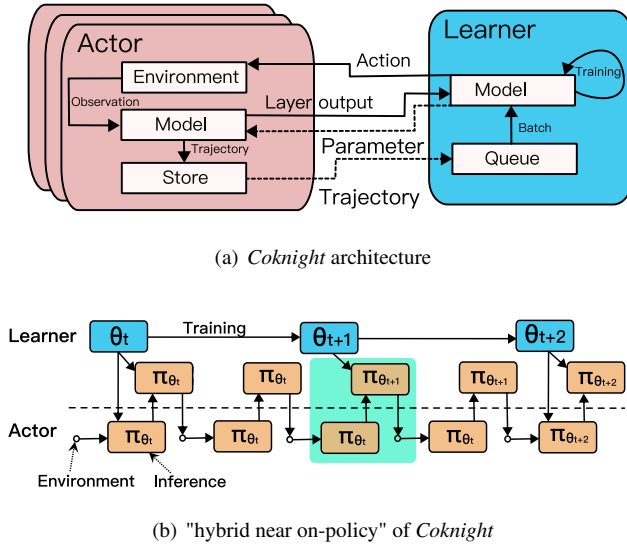 Actor
Learner
Environment
Action
Training
Observation
Layer output
Model
Model
Trajectory
Batch
Parameter
Store
Queue
Trajectory
(a) Coknight architecture
Learner
θt
Training
θt+1
θt+2
πθt
πθt
πθt+1
πθt+1
πθt+2
Actor
πθt
πθt
πθt
πθt
πθt+2
Environment
Inference
(b) "hybrid near on-policy" of Coknight